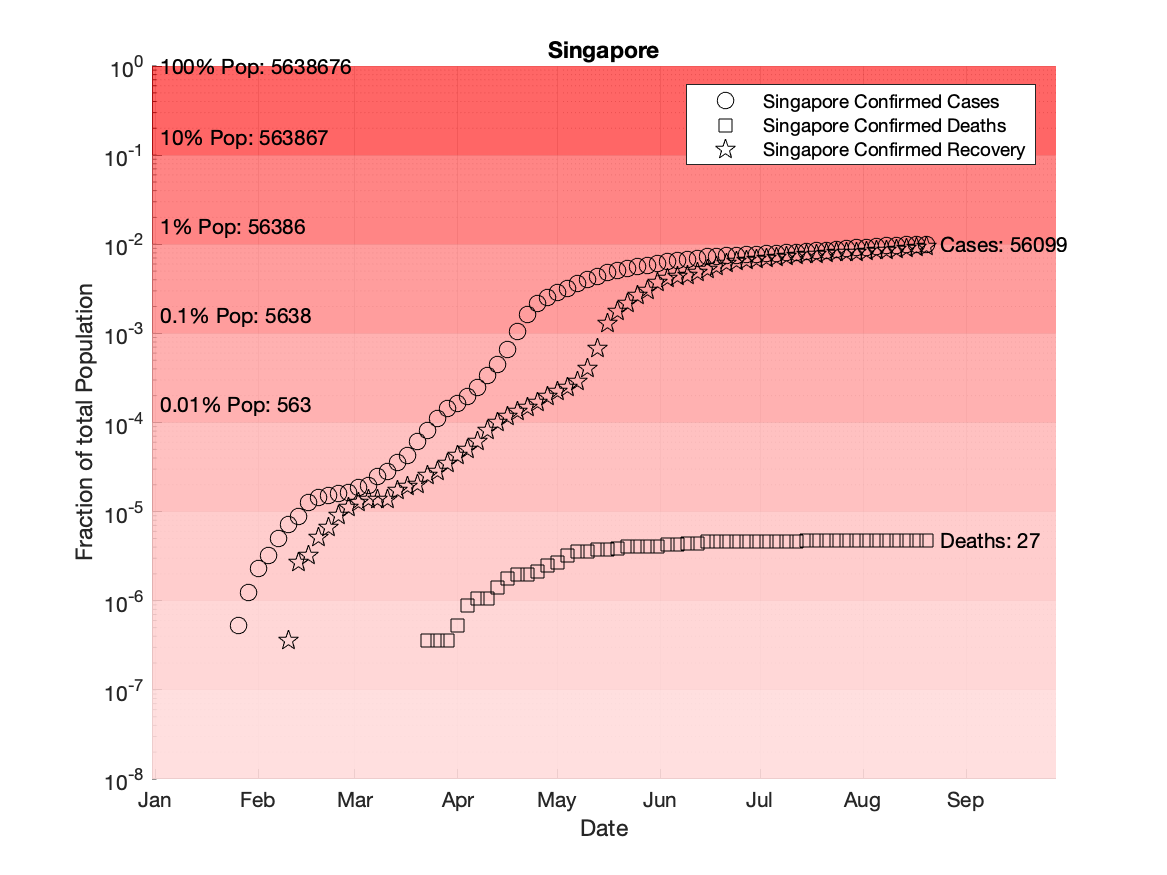 Singapore
10^0
100% Pop: 5638676
Singapore Confirmed Cases
Singapore Confirmed Deaths
Singapore Confirmed Recovery
10% Pop: 563867
10^-1
1% Pop: 56386
10^-2
Cases: 56099
0.1% Pop: 5638
10^-3
0.01% Pop: 563
10^-4
10^-5
Deaths: 27
10^-6
10^-7
10^-8
Fraction of total Population
Jan Feb Mar Apr May Jun Jul Aug Sep
Date